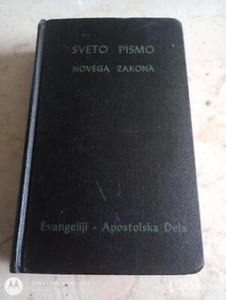 SVETO PISMO
NOVEGA ZAKONA
Evangeliji - Apostolska Dela